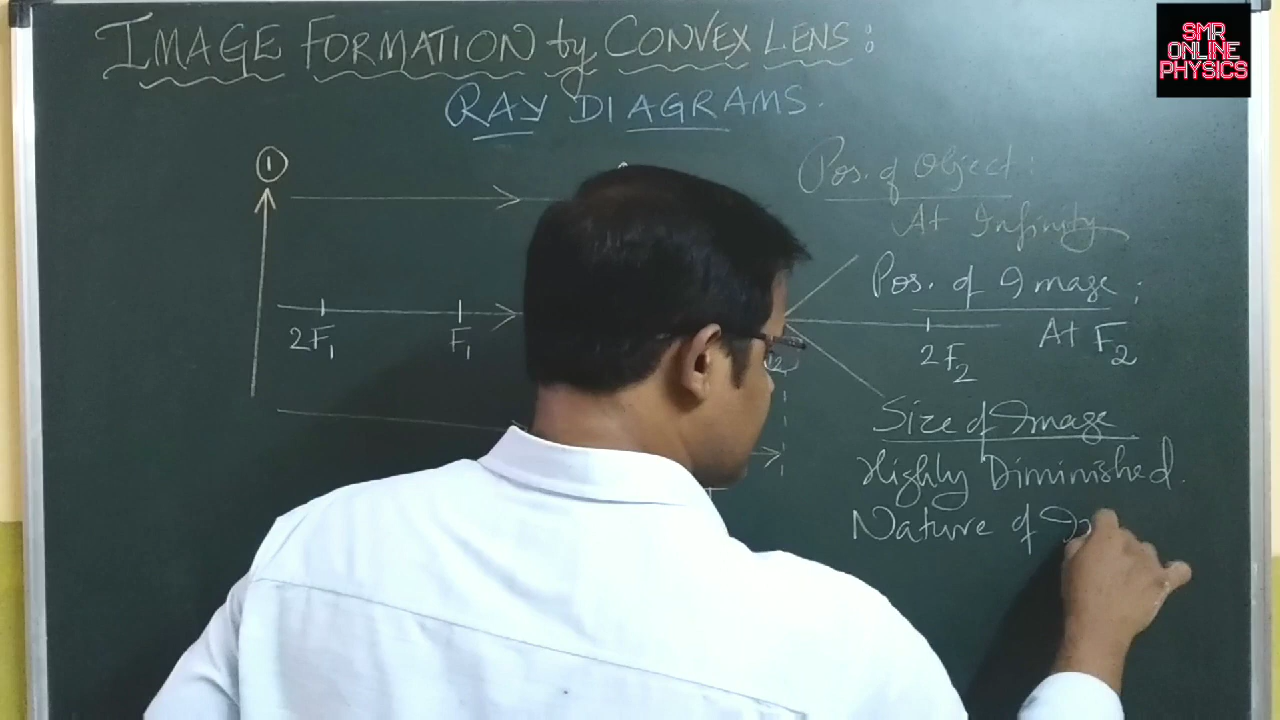 IMAGE FORMATION by CONVEX LENS:
SMR
ONLINE
PHYSICS
RAY DIAGRAMS.
1
Pos. of Object:
At Infinity
Pos. of Image:
2F1
F1
2F2
At F2
Size of Image
Highly Diminished.
Nature of